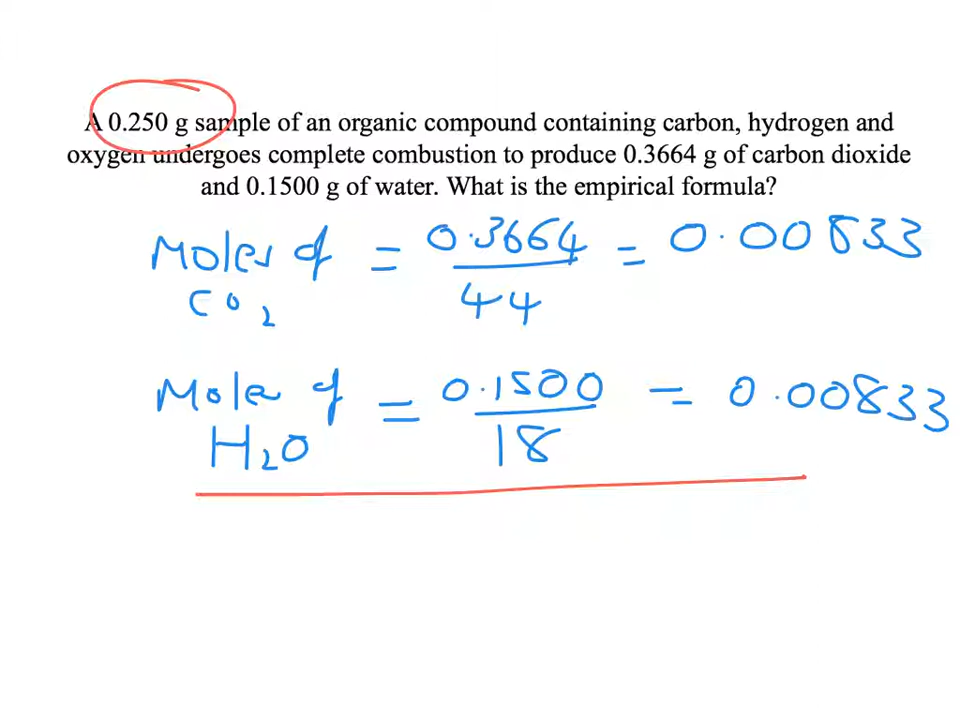 A 0.250 g sample of an organic compound containing carbon, hydrogen and
oxygen undergoes complete combustion to produce 0.3664 g of carbon dioxide
and 0.1500 g of water. What is the empirical formula?
Moles of = 0.3664 = 0.00833
CO2 44
Moles of = 0.1500 = 0.00833
H2O 18